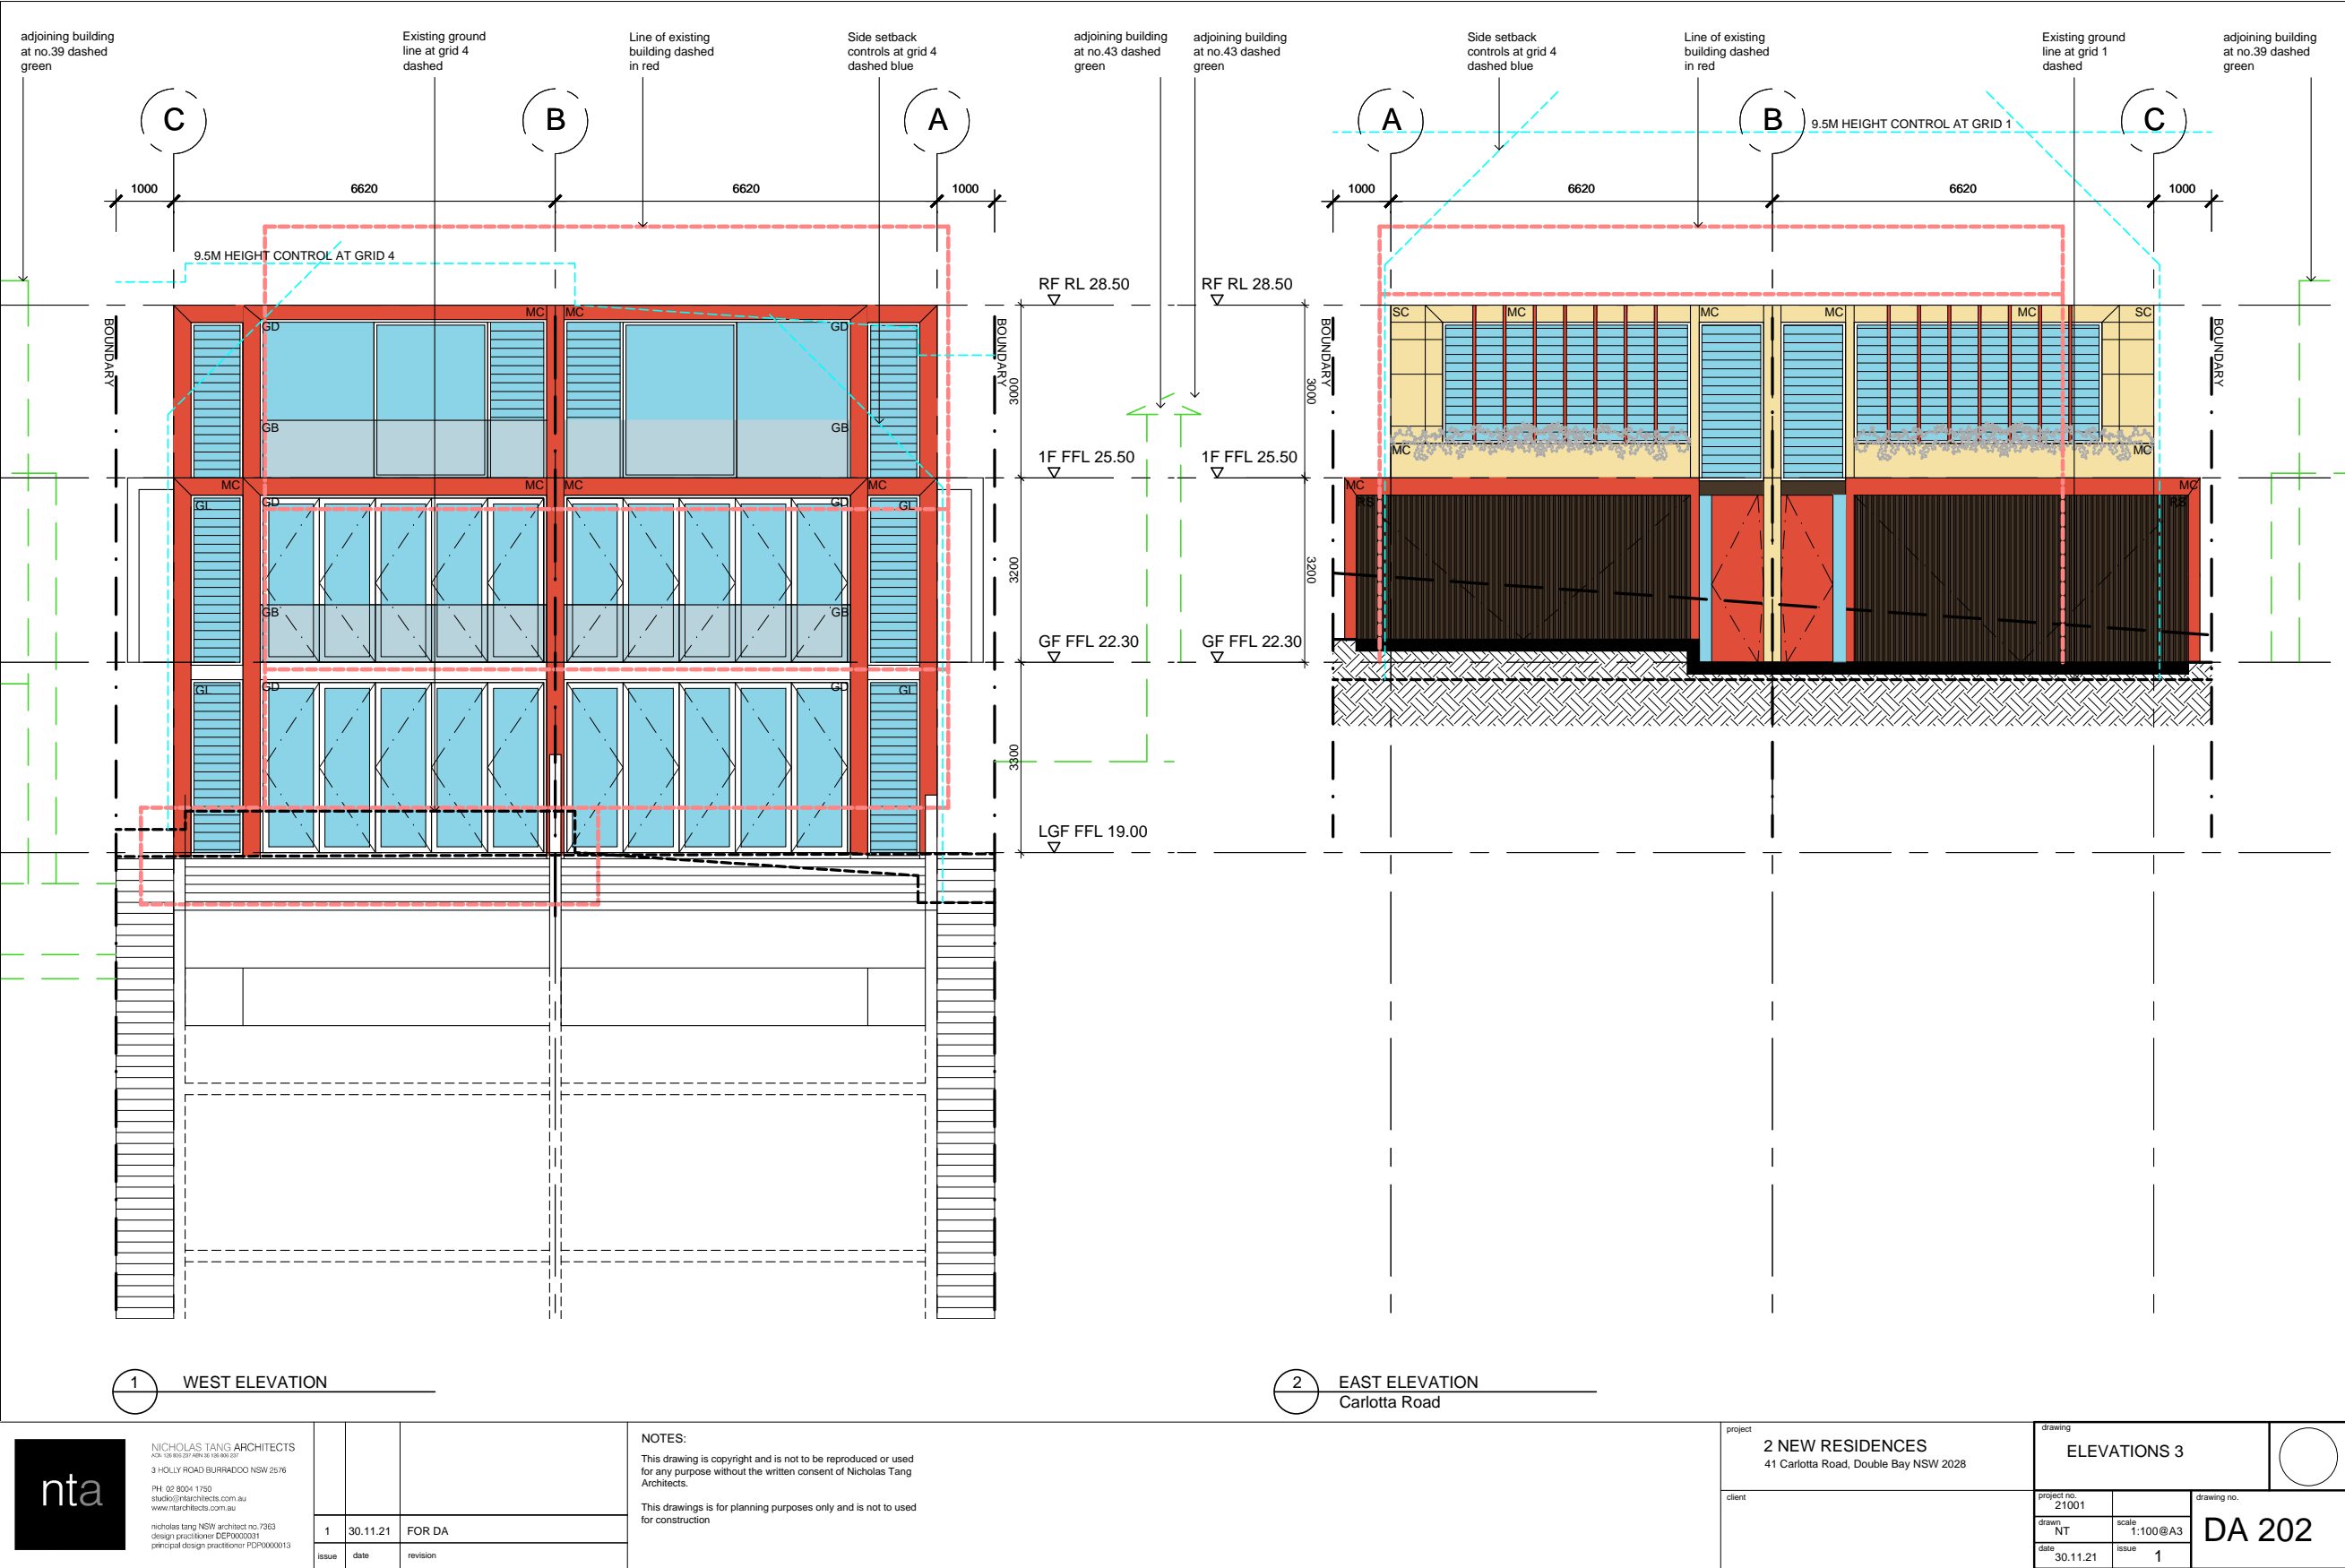 adjoining building
at no.39 dashed
green
Existing ground
line at grid 4
dashed
Line of existing
building dashed
in red
Side setback
controls at grid 4
dashed blue
adjoining building
at no.43 dashed
green
adjoining building
at no.43 dashed
green
Side setback
controls at grid 4
dashed blue
Line of existing
building dashed
in red
Existing ground
line at grid 1
dashed
adjoining building
at no.39 dashed
green
C B A
A B C
9.5M HEIGHT CONTROL AT GRID 1
1000 6620 6620 1000
1000 6620 6620 1000
9.5M HEIGHT CONTROL AT GRID 4
RF RL 28.50
RF RL 28.50
BOUNDARY
BOUNDARY
BOUNDARY
BOUNDARY
MC MC
GD GD
SC MC MC MC MC SC
3000
3000
GB GB
MC MC
1F FFL 25.50
1F FFL 25.50
MC MC MC MC
MC MC
GL GD GD GL
RS RS
3200
3200
GB GB
GF FFL 22.30
GF FFL 22.30
GL GD GD GL
3300
LGF FFL 19.00
1 WEST ELEVATION
2 EAST ELEVATION
Carlotta Road
nta
NICHOLAS TANG ARCHITECTS
ACN 126 805 237 ABN 35 126 805 237
3 HOLLY ROAD BURRADOO NSW 2576
PH: 02 8004 1750
studio@ntarchitects.com.au
www.ntarchitects.com.au
nicholas tang NSW architect no.7363
design practitioner DEP0000031
principal design practitioner PDP0000013
1 30.11.21 FOR DA
issue date revision
NOTES:
This drawing is copyright and is not to be reproduced or used
for any purpose without the written consent of Nicholas Tang
Architects.
This drawings is for planning purposes only and is not to used
for construction
project
2 NEW RESIDENCES
41 Carlotta Road, Double Bay NSW 2028
client
drawing
ELEVATIONS 3
project no.
21001
drawn
NT
scale
1:100@A3
date
30.11.21
issue
1
drawing no.
DA 202